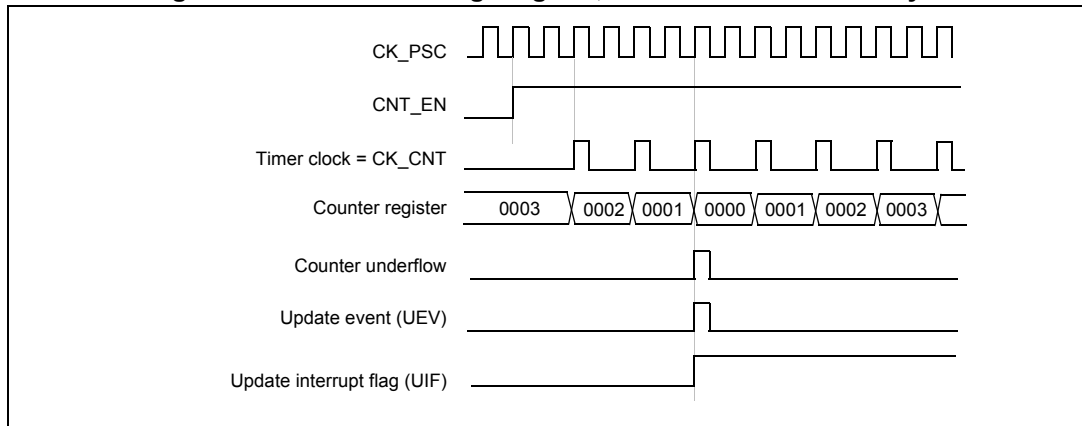 CK_PSC
CNT_EN
Timer clock = CK_CNT
Counter register 0003 0002 0001 0000 0001 0002 0003
Counter underflow
Update event (UEV)
Update interrupt flag (UIF)